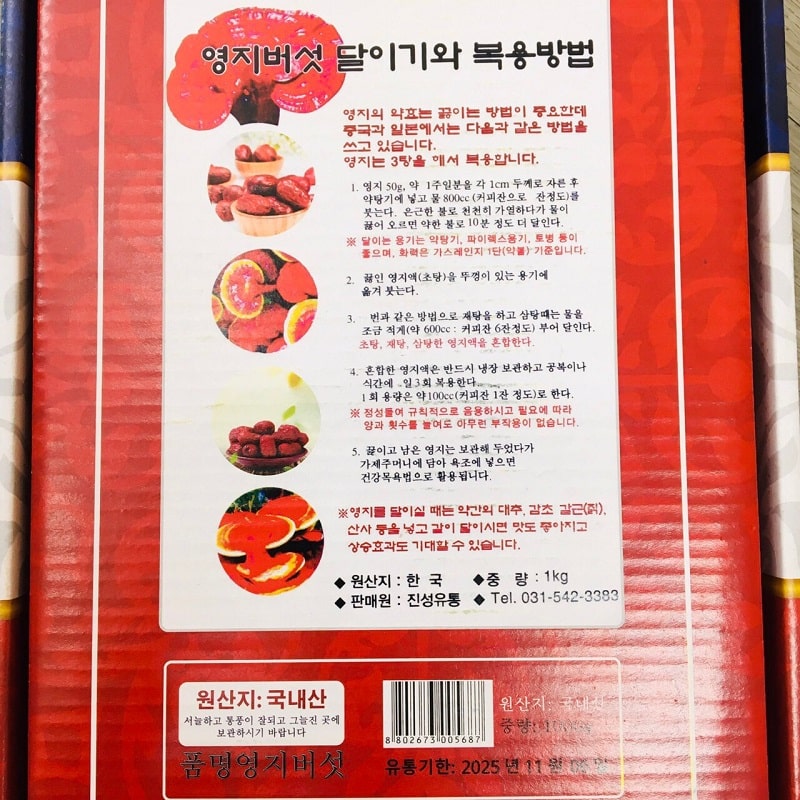 영지버섯 달이기와 복용방법
영지의 약효는 끓이는 방법이 중요한데
중국과 일본에서는 다음과 같은 방법을
쓰고 있습니다.
영지는 3탕을 해서 복용합니다.
1. 영지 50g, 약 1주일분을 각 1cm 두께로 자른 후
약탕기에 넣고 물 800cc (커피잔으로 잔정도)를
붓는다. 은근한 불로 천천히 가열하다가 물이
끓어 오르면 약한 불로 10분 정도 더 달인다.
※ 달이는 용기는 약탕기, 파이렉스용기, 토병 등이
좋으며, 화력은 가스레인지 1단(약불) 기준입니다.
2. 끓인 영지액(초탕)을 뚜껑이 있는 용기에
옮겨 붓는다.
3. 번과 같은 방법으로 재탕을 하고 삼탕때는 물을
조금 적게(약 600cc : 커피잔 6잔정도) 부어 달인다.
초탕, 재탕, 삼탕한 영지액을 혼합한다.
4. 혼합한 영지액은 반드시 냉장 보관하고 공복이나
식간에 일 3회 복용한다.
1회 용량은 약100cc(커피잔 1잔 정도)로 한다.
※ 정성들여 규칙적으로 음용하시고 필요에 따라
양과 횟수를 늘여도 아무런 부작용이 없습니다.
5. 끓이고 남은 영지는 보관해 두었다가
가제주머니에 담아 욕조에 넣으면
건강목욕법으로 활용됩니다.
※영지를 달이실 때는 약간의 대추, 감초 갈근(칡),
산사 등을 넣고 같이 달이시면 맛도 좋아지고
상승효과도 기대할 수 있습니다.
◆ 원산지 : 한 국 ◆ 중 량 : 1kg
◆ 판매원 : 진성유통 ◆ Tel. 031-542-3383
원산지: 국내산
서늘하고 통풍이 잘되고 그늘진 곳에
보관하시기 바랍니다
품명영지버섯
8 802673 005687
원산지: 국내산
중량:
유통기한: 2025 년 11 월 06 일